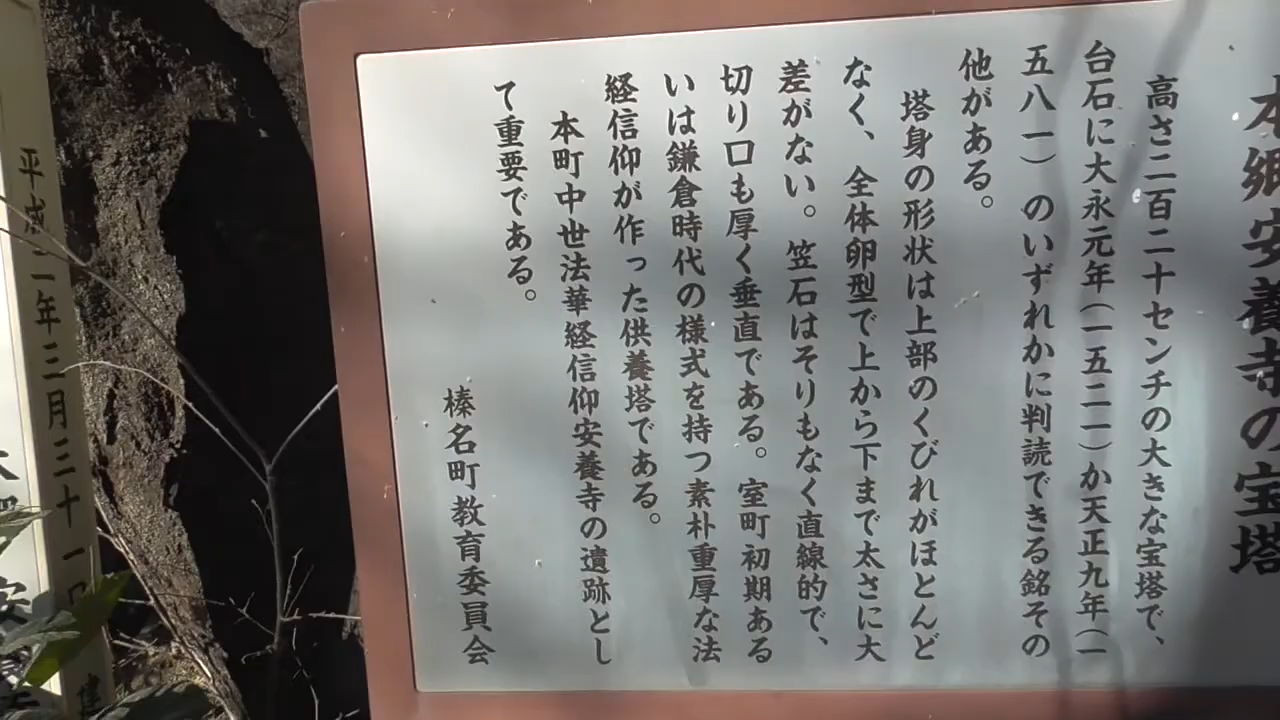 本郷安養寺の宝塔
高さ二百二十センチの大きな宝塔で、
台石に大永元年（一五二一）か天正九年（一
五八一）のいずれかに判読できる銘その
他がある。
塔身の形状は上部のくびれがほとんど
なく、全体卵型で上から下まで太さに大
差がない。笠石はそりもなく直線的で、
切り口も厚く垂直である。室町初期ある
いは鎌倉時代の様式を持つ素朴重厚な法
経信仰が作った供養塔である。
本町中世法華経信仰安養寺の遺跡とし
て重要である。
榛名町教育委員会
平成二年三月三十一日